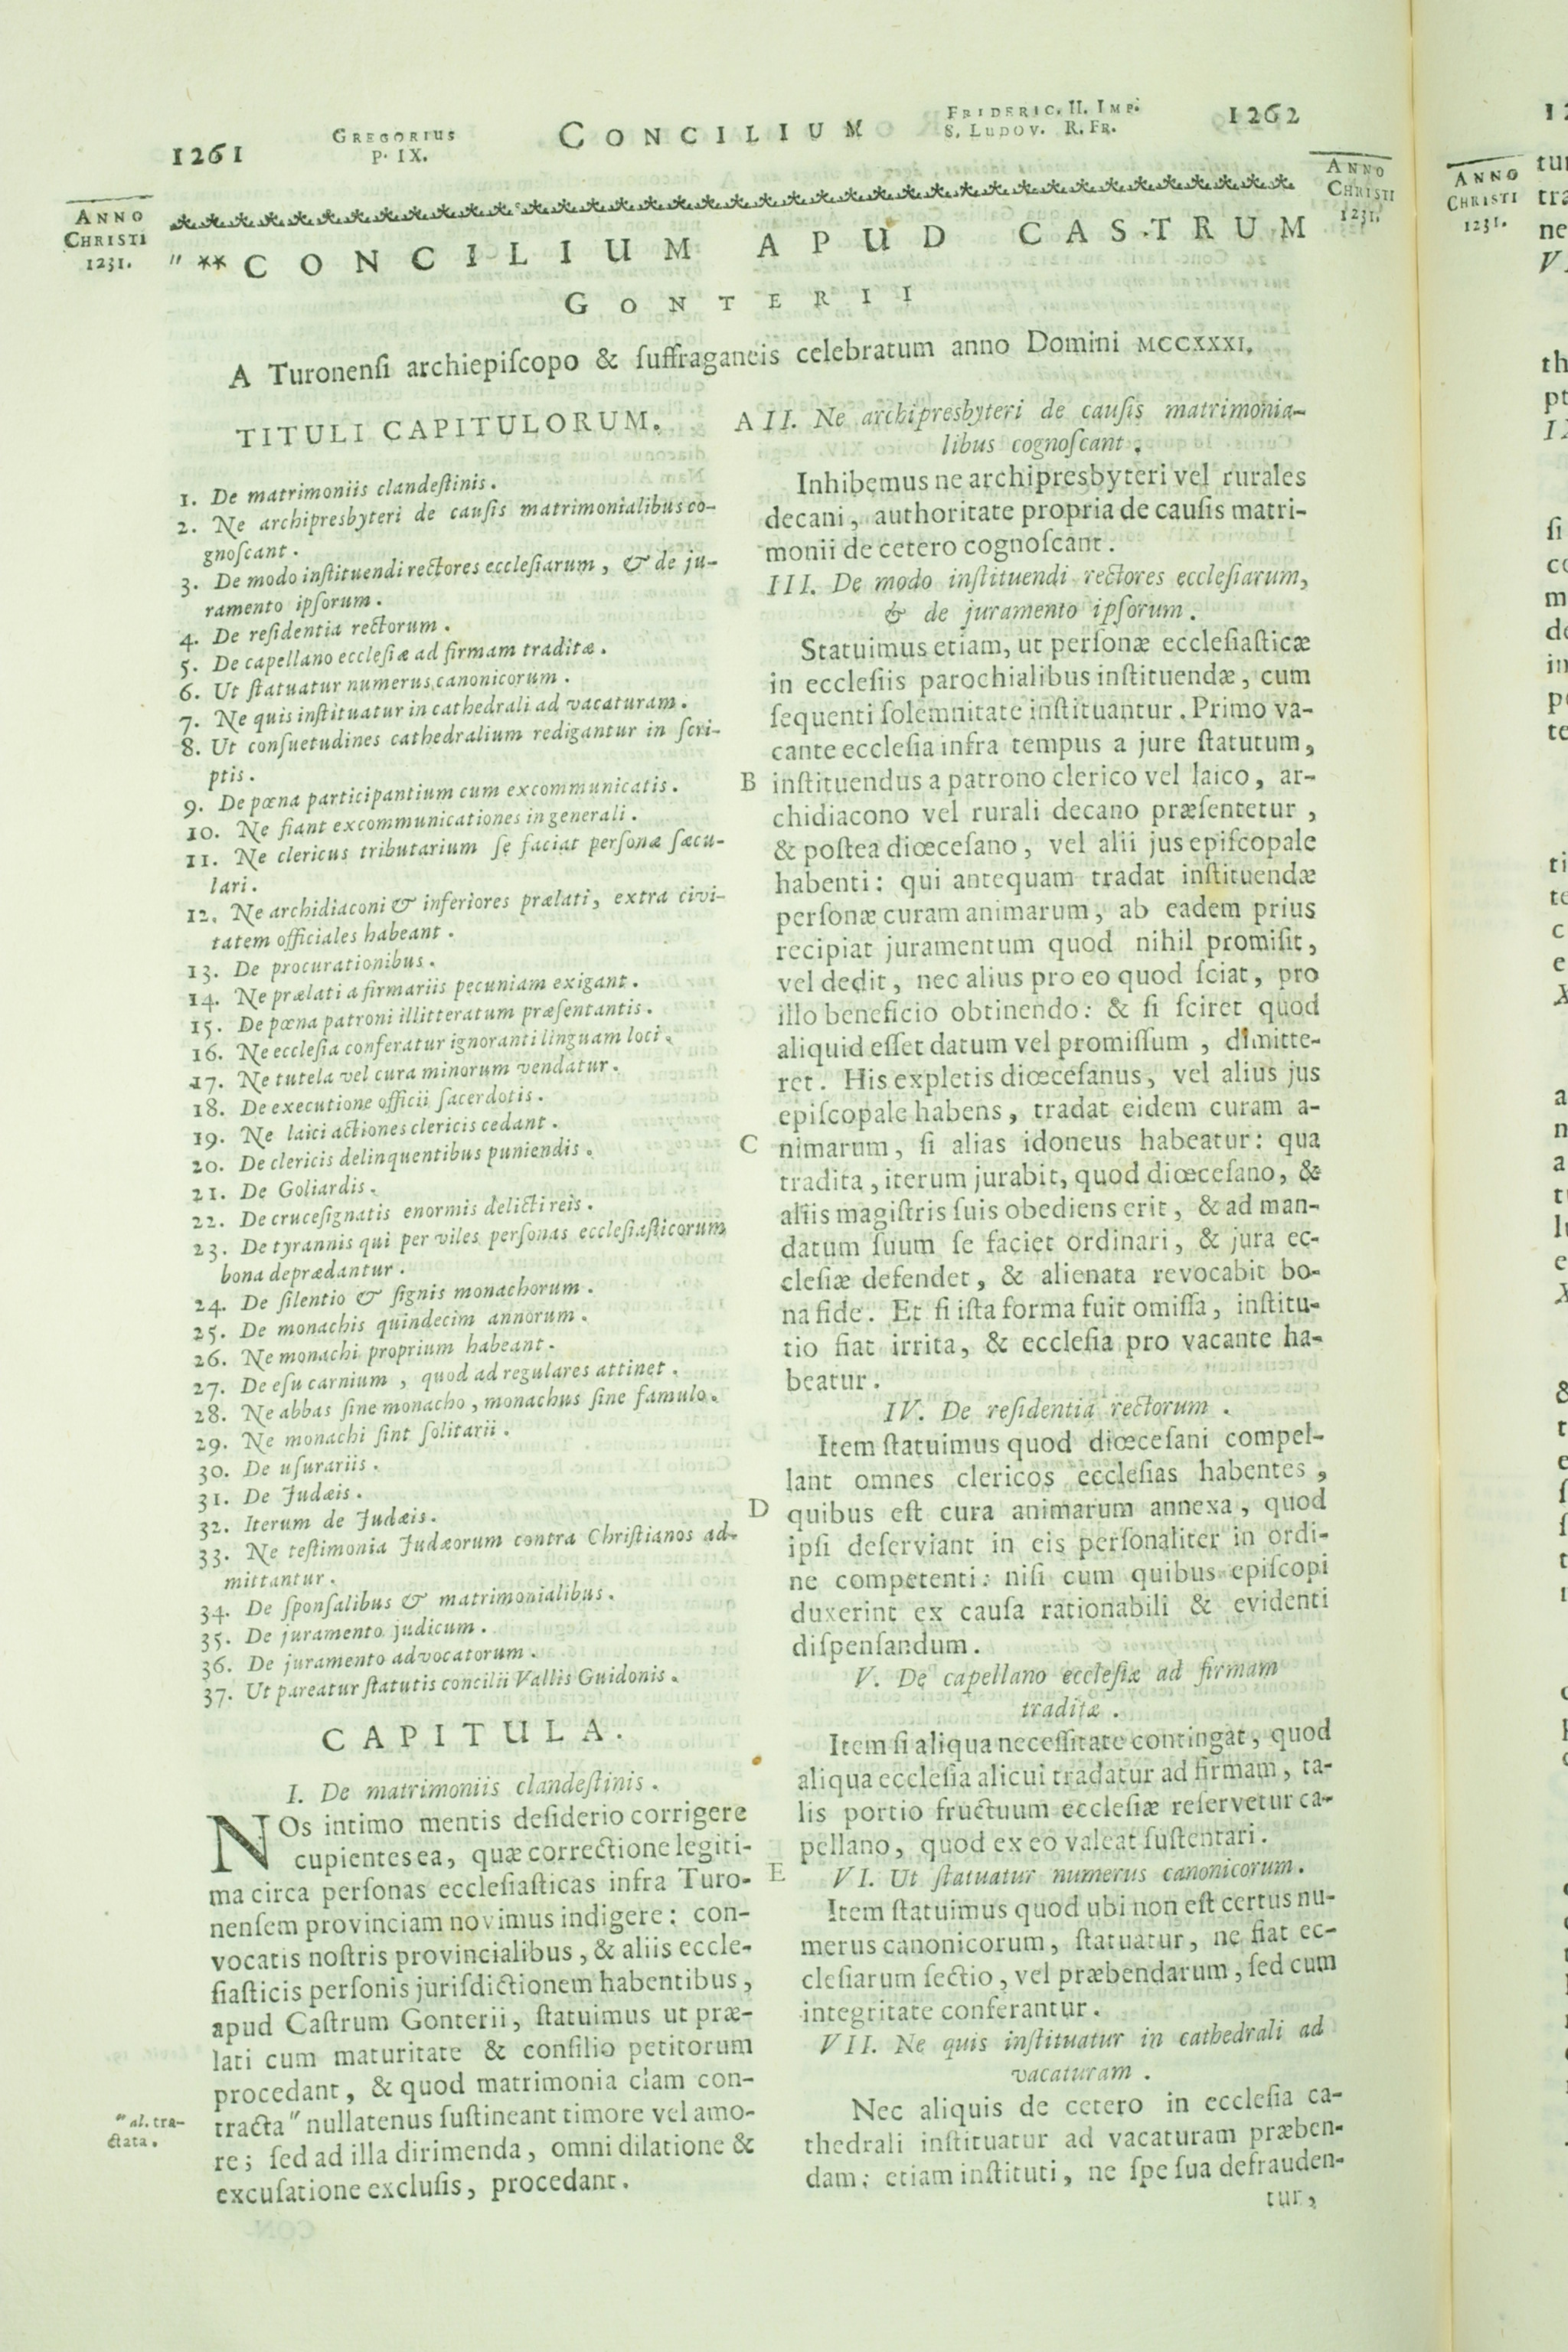 1261
GREGORIUS
P. IX.
CONCILIUM
FRIDERIC. II. IMP.
S. LUDOV. R. FR.
1262
ANNO
CHRISTI
1231.
ANNO
CHRISTI
1231.
" ** CONCILIUM APUD CASTRUM
GONTERII
A Turonenſi archiepiſcopo & ſuffraganeis celebratum anno Domini MCCXXXI.
TITULI CAPITULORUM.
1. De matrimoniis clandeſtinis.
2. Ne archipresbyteri de cauſis matrimonialibus co-
gnoſcant.
3. De modo inſtituendi rectores eccleſiarum, & de ju-
ramento ipſorum.
4. De reſidentia rectorum.
5. De capellano eccleſiæ ad firmam traditæ.
6. Ut ſtatuatur numerus canonicorum.
7. Ne quis inſtituatur in cathedrali ad vacaturam.
8. Ut conſuetudines cathedralium redigantur in ſcri-
ptis.
9. De pœna participantium cum excommunicatis.
10. Ne fiant excommunicationes in generali.
11. Ne clericus tributarium ſe faciat perſonæ ſæcu-
lari.
12. Ne archidiaconi & inferiores prælati, extra civi-
tatem officiales habeant.
13. De procurationibus.
14. Ne prælati a firmariis pecuniam exigant.
15. De pœna patroni illitteratum præſentantis.
16. Ne eccleſia conferatur ignoranti linguam loci.
17. Ne tutela vel cura minorum vendatur.
18. De executione officii ſacerdotis.
19. Ne laici actiones clericis cedant.
20. De clericis delinquentibus puniendis.
21. De Goliardis.
22. De cruceſignatis enormis delicti reis.
23. De tyrannis qui per viles perſonas eccleſiaſticorum
bona deprædantur.
24. De ſilentio & ſignis monachorum.
25. De monachis quindecim annorum.
26. Ne monachi proprium habeant.
27. De eſu carnium, quod ad regulares attinet.
28. Ne abbas ſine monacho, monachus ſine famulo.
29. Ne monachi ſint ſolitarii.
30. De uſurariis.
31. De Judæis.
32. Iterum de Judæis.
33. Ne teſtimonia Judæorum contra Chriſtianos ad-
mittantur.
34. De ſponſalibus & matrimonialibus.
35. De juramento judicum.
36. De juramento advocatorum.
37. Ut pareatur ſtatutis concilii Vallis Guidonis.
CAPITULA.
I. De matrimoniis clandeſtinis.
NOs intimo mentis deſiderio corrigere
cupientes ea, quæ correctione legiti-
ma circa perſonas eccleſiaſticas infra Turo-
nenſem provinciam novimus indigere: con-
vocatis noſtris provincialibus, & aliis eccle-
ſiaſticis perſonis juriſdictionem habentibus,
apud Caſtrum Gonterii, ſtatuimus ut præ-
lati cum maturitate & conſilio petitorum
procedant, & quod matrimonia clam con-
tracta" nullatenus ſuſtineant timore vel amo-
re; ſed ad illa dirimenda, omni dilatione &
excuſatione excluſis, procedant.
" al. tra-
ctata.
A II. Ne archipresbyteri de cauſis matrimonia-
libus cognoſcant.
Inhibemus ne archipresbyteri vel rurales
decani, authoritate propria de cauſis matri-
monii de cetero cognoſcant.
III. De modo inſtituendi rectores eccleſiarum,
& de juramento ipſorum.
Statuimus etiam, ut perſonæ eccleſiaſticæ
in eccleſiis parochialibus inſtituendæ, cum
ſequenti ſolemnitate inſtituantur. Primo va-
cante eccleſia infra tempus a jure ſtatutum,
B inſtituendus a patrono clerico vel laico, ar-
chidiacono vel rurali decano præſentetur,
& poſtea diœceſano, vel alii jus epiſcopale
habenti: qui antequam tradat inſtituendæ
perſonæ curam animarum, ab eadem prius
recipiat juramentum quod nihil promiſit,
vel dedit, nec alius pro eo quod ſciat, pro
illo beneficio obtinendo: & ſi ſciret quod
aliquid eſſet datum vel promiſſum, dimitte-
ret. His expletis diœceſanus, vel alius jus
epiſcopale habens, tradat eidem curam a-
C nimarum, ſi alias idoneus habeatur: qua
tradita, iterum jurabit, quod diœceſano, &
aliis magiſtris ſuis obediens erit, & ad man-
datum ſuum ſe faciet ordinari, & jura ec-
cleſiæ defendet, & alienata revocabit bo-
na fide. Et ſi iſta forma fuit omiſſa, inſtitu-
tio fiat irrita, & eccleſia pro vacante ha-
beatur.
IV. De reſidentia rectorum.
Item ſtatuimus quod diœceſani compel-
lant omnes clericos eccleſias habentes,
D quibus eſt cura animarum annexa, quod
ipſi deſerviant in eis perſonaliter in ordi-
ne competenti: niſi cum quibus epiſcopi
duxerint ex cauſa rationabili & evidenti
diſpenſandum.
V. De capellano eccleſiæ ad firmam
traditæ.
Item ſi aliqua neceſſitate contingat, quod
aliqua eccleſia alicui tradatur ad firmam, ta-
lis portio fructuum eccleſiæ reſervetur ca-
pellano, quod ex eo valeat ſuſtentari.
E VI. Ut ſtatuatur numerus canonicorum.
Item ſtatuimus quod ubi non eſt certus nu-
merus canonicorum, ſtatuatur, ne fiat ec-
cleſiarum ſectio, vel præbendarum, ſed cum
integritate conferantur.
VII. Ne quis inſtituatur in cathedrali ad
vacaturam.
Nec aliquis de cetero in eccleſia ca-
thedrali inſtituatur ad vacaturam præben-
dam: etiam inſtituti, ne ſpe ſua defrauden-
tur,
ANNO
CHRISTI
1231.